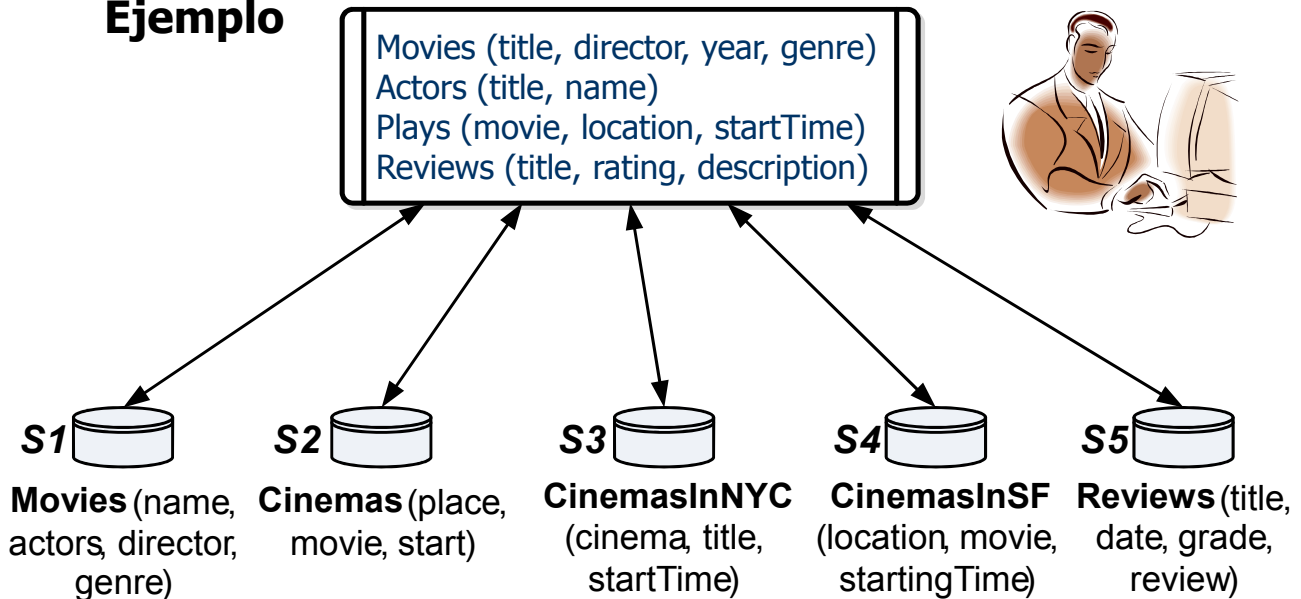 Ejemplo
Movies (title, director, year, genre)
Actors (title, name)
Plays (movie, location, startTime)
Reviews (title, rating, description)
S1
Movies (name,
actors, director,
genre)
S2
Cinemas (place,
movie, start)
S3
CinemasInNYC
(cinema, title,
startTime)
S4
CinemasInSF
(location, movie,
startingTime)
S5
Reviews (title,
date, grade,
review)